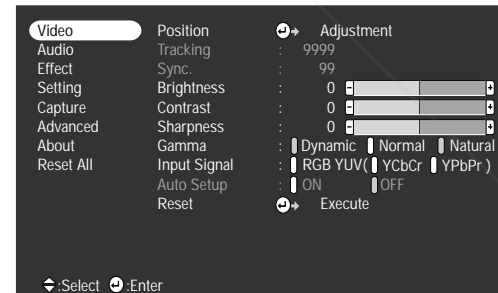 Video Position Adjustment
Audio Tracking : 9999
Effect Sync. : 99
Setting Brightness : 0 - +
Capture Contrast : 0 - +
Advanced Sharpness : 0 - +
About Gamma : Dynamic Normal Natural
Reset All Input Signal : RGB YUV( YCbCr YPbPr )
Auto Setup : ON OFF
Reset Execute
:Select :Enter